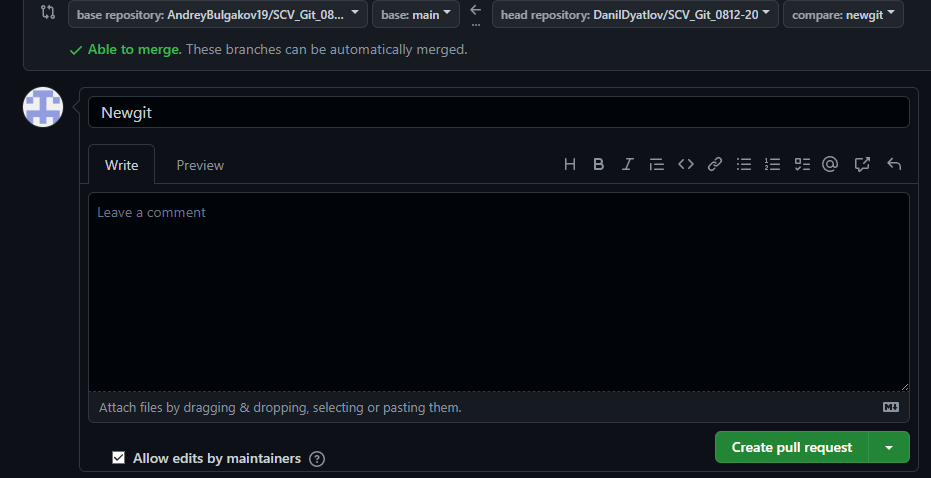 base repository: AndreyBulgakov19/SCV_Git_08... base: main ... head repository: DanilDyatlov/SCV_Git_0812-20 compare: newgit
Able to merge. These branches can be automatically merged.
Newgit
Write Preview
Leave a comment
Attach files by dragging & dropping, selecting or pasting them.
Create pull request
Allow edits by maintainers